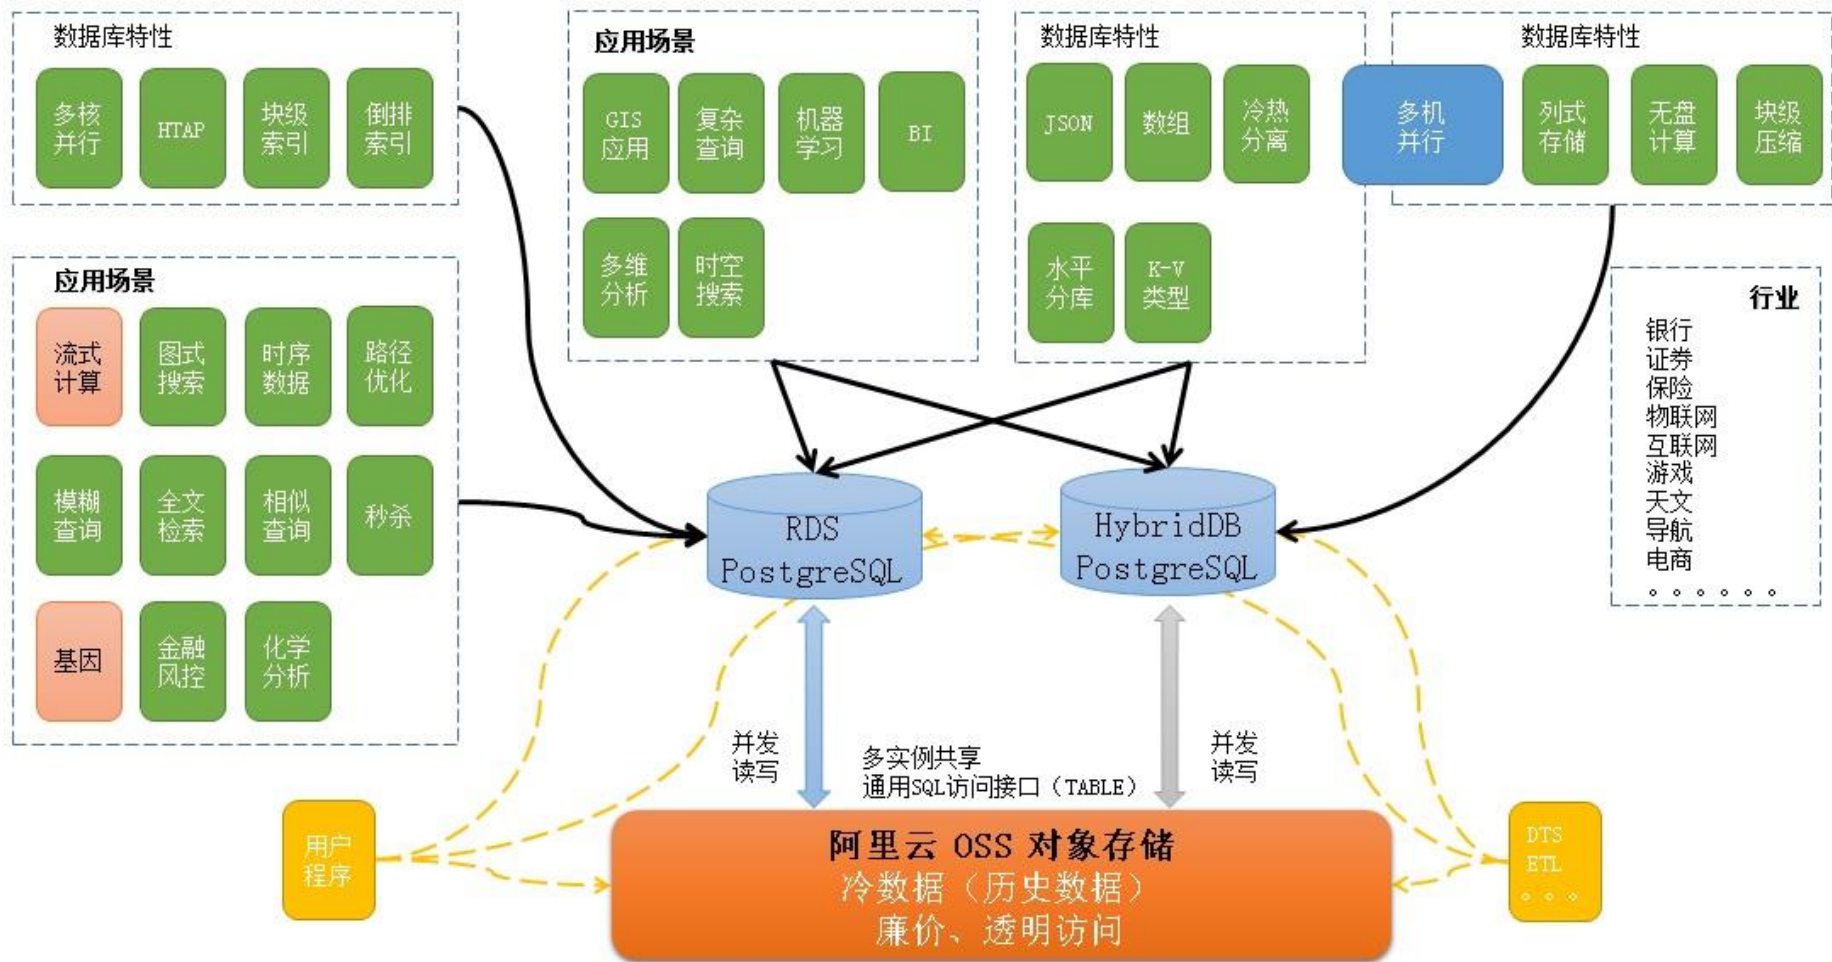 数据库特性
多核
并行
HTAP
块级
索引
倒排
索引
应用场景
GIS
应用
复杂
查询
机器
学习
BI
多维
分析
时空
搜索
数据库特性
JSON
数组
冷热
分离
水平
分库
K-V
类型
数据库特性
多机
并行
列式
存储
无盘
计算
块级
压缩
应用场景
流式
计算
图式
搜索
时序
数据
路径
优化
模糊
查询
全文
检索
相似
查询
秒杀
基因
金融
风控
化学
分析
行业
银行
证券
保险
物联网
互联网
游戏
天文
导航
电商
。。。。。。
RDS
PostgreSQL
HybridDB
PostgreSQL
并发
读写
多实例共享
通用SQL访问接口（TABLE）
并发
读写
用户
程序
阿里云 OSS 对象存储
冷数据（历史数据）
廉价、透明访问
DTS
ETL
。。。